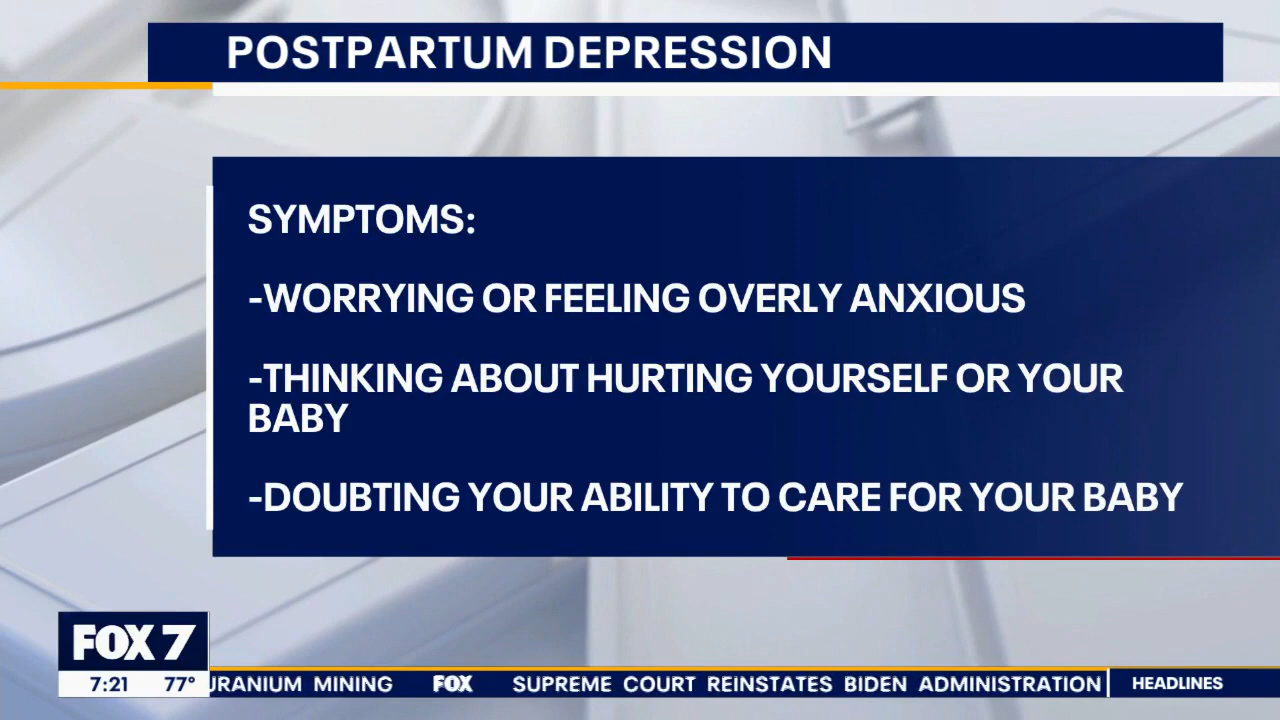 POSTPARTUM DEPRESSION
SYMPTOMS:
-WORRYING OR FEELING OVERLY ANXIOUS
-THINKING ABOUT HURTING YOURSELF OR YOUR
BABY
-DOUBTING YOUR ABILITY TO CARE FOR YOUR BABY
FOX 7
7:21 77°
URANIUM MINING FOX SUPREME COURT REINSTATES BIDEN ADMINISTRATION
HEADLINES